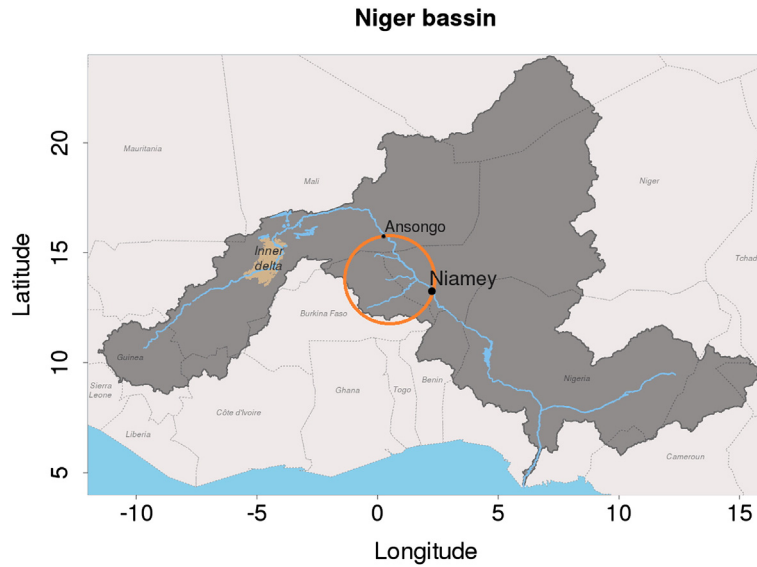 Niger bassin
Latitude
20
15
10
5
Mauritania
Mali
Niger
Tchad
Ansongo
Inner
delta
Niamey
Burkina Faso
Guinea
Sierra
Leone
Liberia
Côte d'Ivoire
Ghana
Togo
Benin
Nigeria
Cameroun
-10
-5
0
5
10
15
Longitude